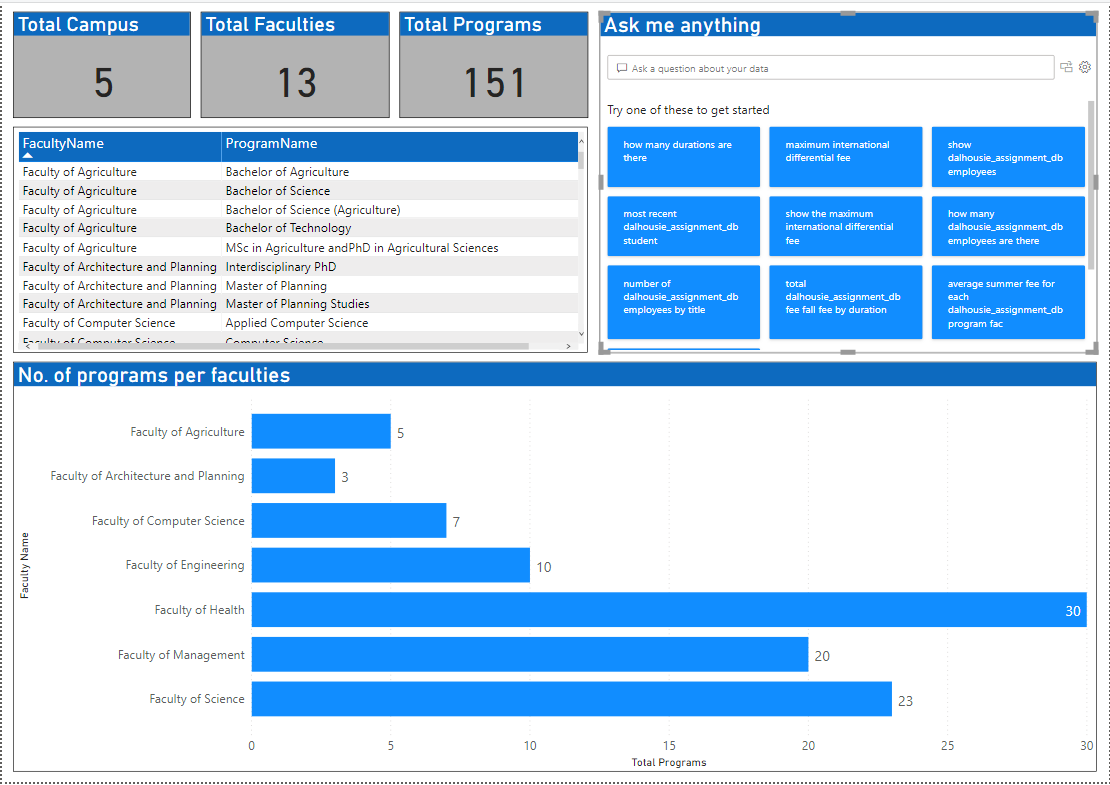 Total Campus
5
Total Faculties
13
Total Programs
151
Ask me anything
Ask a question about your data
Try one of these to get started
how many durations are
there
maximum international
differential fee
show
dalhousie_assignment_db
employees
most recent
dalhousie_assignment_db
student
show the maximum
international differential
fee
how many
dalhousie_assignment_db
employees are there
number of
dalhousie_assignment_db
employees by title
total
dalhousie_assignment_db
fee fall fee by duration
average summer fee for
each
dalhousie_assignment_db
program fac
FacultyName ProgramName
Faculty of Agriculture Bachelor of Agriculture
Faculty of Agriculture Bachelor of Science
Faculty of Agriculture Bachelor of Science (Agriculture)
Faculty of Agriculture Bachelor of Technology
Faculty of Agriculture MSc in Agriculture andPhD in Agricultural Sciences
Faculty of Architecture and Planning Interdisciplinary PhD
Faculty of Architecture and Planning Master of Planning
Faculty of Architecture and Planning Master of Planning Studies
Faculty of Computer Science Applied Computer Science
Faculty of Computer Science Computer Science
No. of programs per faculties
Faculty Name
Faculty of Agriculture 5
Faculty of Architecture and Planning 3
Faculty of Computer Science 7
Faculty of Engineering 10
Faculty of Health 30
Faculty of Management 20
Faculty of Science 23
0 5 10 15 20 25 30
Total Programs